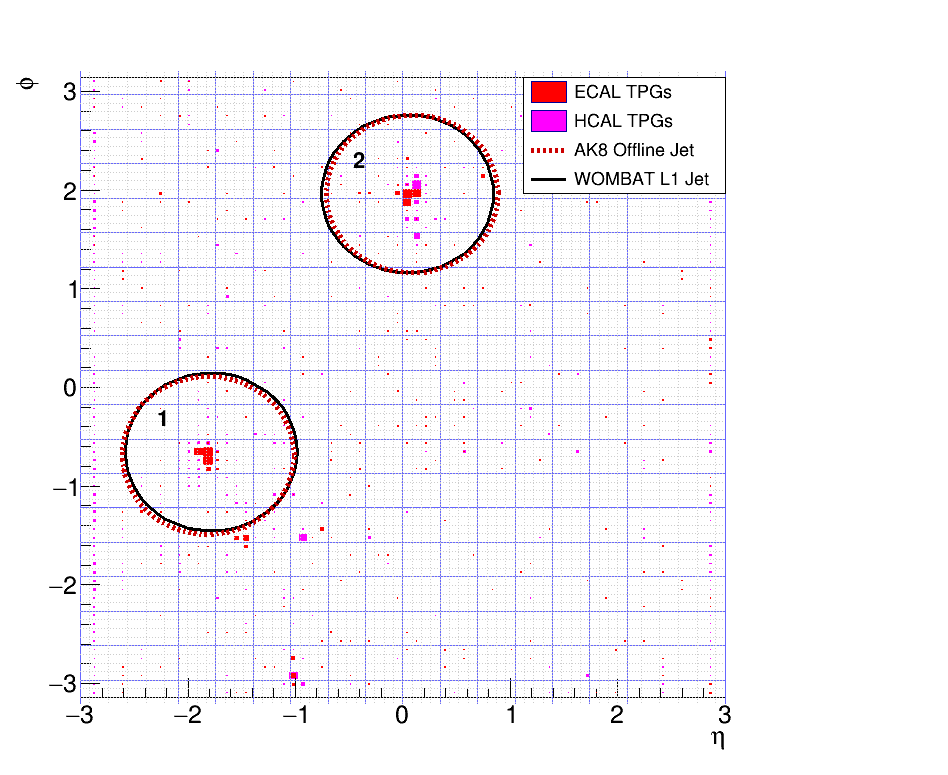 φ
3
2
1
0
−1
−2
−3
ECAL TPGs
HCAL TPGs
AK8 Offline Jet
WOMBAT L1 Jet
2
1
−3 −2 −1 0 1 2 3
η